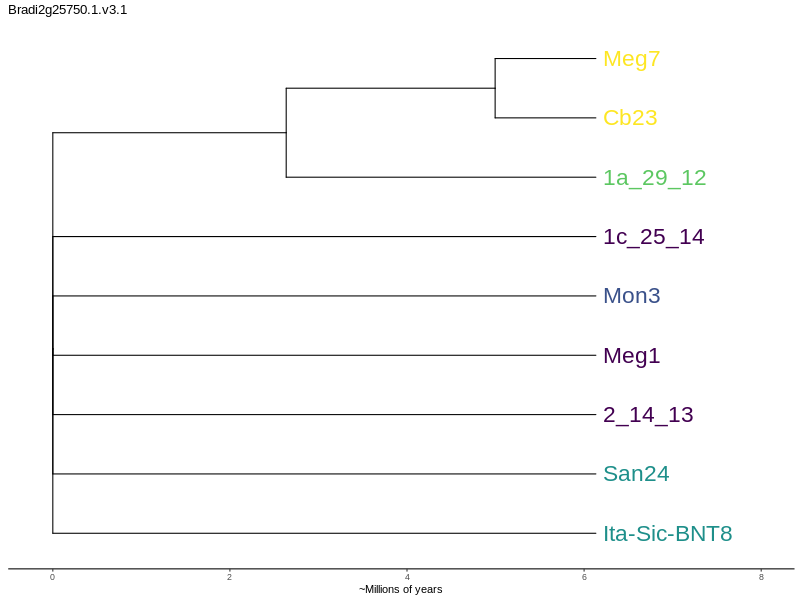 Bradi2g25750.1.v3.1
Meg7
Cb23
1a_29_12
1c_25_14
Mon3
Meg1
2_14_13
San24
Ita-Sic-BNT8
0 2 4 6 8
~Millions of years